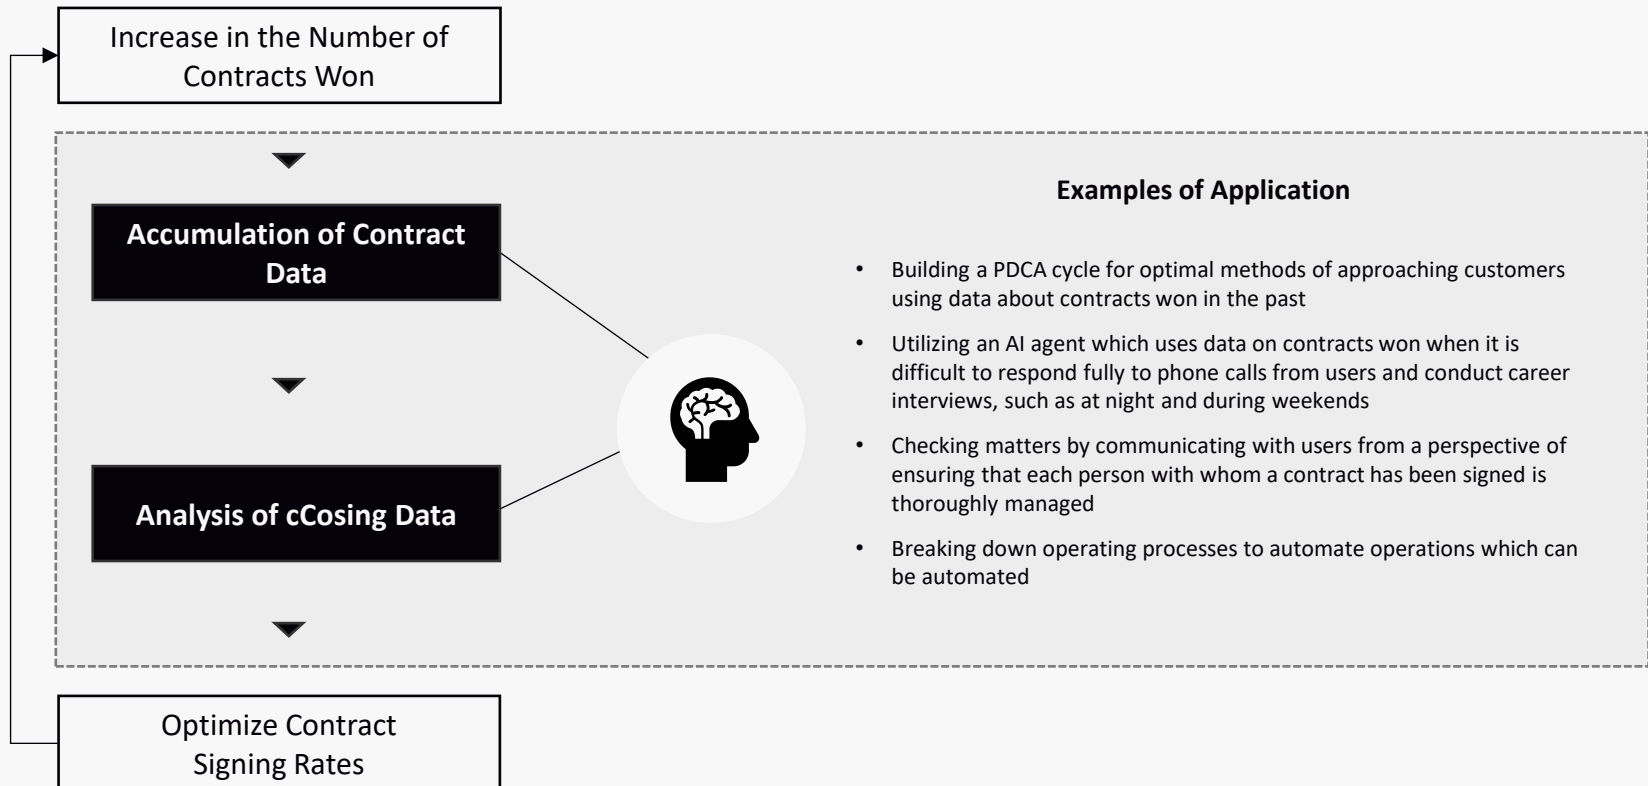 Increase in the Number of
Contracts Won
Accumulation of Contract
Data
Analysis of cCosing Data
Optimize Contract
Signing Rates
Examples of Application
• Building a PDCA cycle for optimal methods of approaching customers
using data about contracts won in the past
• Utilizing an AI agent which uses data on contracts won when it is
difficult to respond fully to phone calls from users and conduct career
interviews, such as at night and during weekends
• Checking matters by communicating with users from a perspective of
ensuring that each person with whom a contract has been signed is
thoroughly managed
• Breaking down operating processes to automate operations which can
be automated